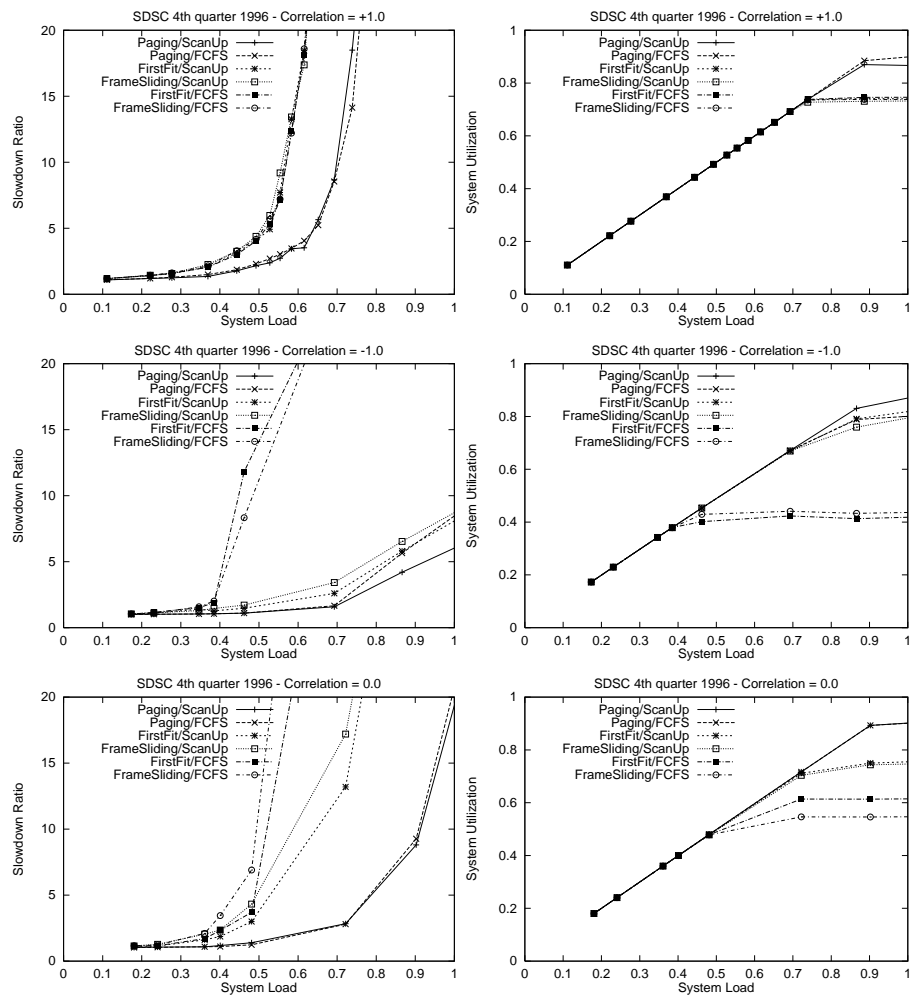 SDSC 4th quarter 1996 - Correlation = +1.0
Slowdown Ratio
20
15
10
5
0
Paging/ScanUp
Paging/FCFS
FirstFit/ScanUp
FrameSliding/ScanUp
FirstFit/FCFS
FrameSliding/FCFS
0 0.1 0.2 0.3 0.4 0.5 0.6 0.7 0.8 0.9 1
System Load
SDSC 4th quarter 1996 - Correlation = +1.0
System Utilization
1
0.8
0.6
0.4
0.2
0
Paging/ScanUp
Paging/FCFS
FirstFit/ScanUp
FrameSliding/ScanUp
FirstFit/FCFS
FrameSliding/FCFS
0 0.1 0.2 0.3 0.4 0.5 0.6 0.7 0.8 0.9 1
System Load
SDSC 4th quarter 1996 - Correlation = -1.0
Slowdown Ratio
20
15
10
5
0
Paging/ScanUp
Paging/FCFS
FirstFit/ScanUp
FrameSliding/ScanUp
FirstFit/FCFS
FrameSliding/FCFS
0 0.1 0.2 0.3 0.4 0.5 0.6 0.7 0.8 0.9 1
System Load
SDSC 4th quarter 1996 - Correlation = -1.0
System Utilization
1
0.8
0.6
0.4
0.2
0
Paging/ScanUp
Paging/FCFS
FirstFit/ScanUp
FrameSliding/ScanUp
FirstFit/FCFS
FrameSliding/FCFS
0 0.1 0.2 0.3 0.4 0.5 0.6 0.7 0.8 0.9 1
System Load
SDSC 4th quarter 1996 - Correlation = 0.0
Slowdown Ratio
20
15
10
5
0
Paging/ScanUp
Paging/FCFS
FirstFit/ScanUp
FrameSliding/ScanUp
FirstFit/FCFS
FrameSliding/FCFS
0 0.1 0.2 0.3 0.4 0.5 0.6 0.7 0.8 0.9 1
System Load
SDSC 4th quarter 1996 - Correlation = 0.0
System Utilization
1
0.8
0.6
0.4
0.2
0
Paging/ScanUp
Paging/FCFS
FirstFit/ScanUp
FrameSliding/ScanUp
FirstFit/FCFS
FrameSliding/FCFS
0 0.1 0.2 0.3 0.4 0.5 0.6 0.7 0.8 0.9 1
System Load